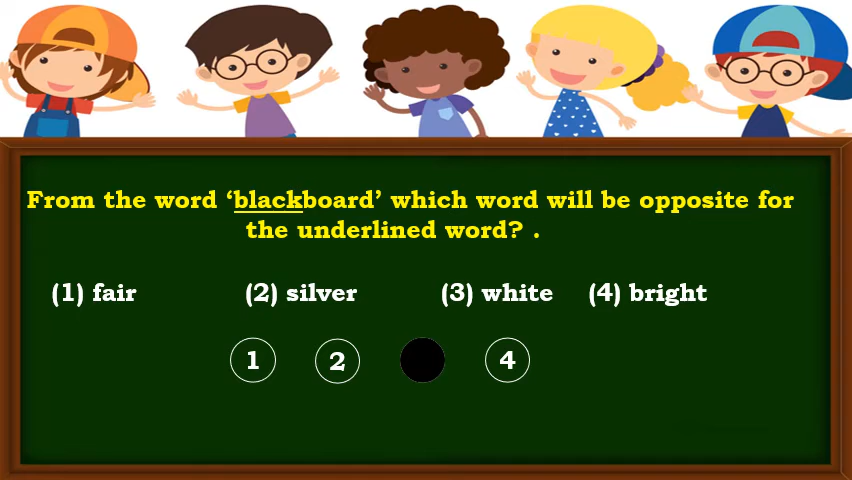 From the word ‘blackboard’ which word will be opposite for
the underlined word? .
(1) fair (2) silver (3) white (4) bright
1 2 4